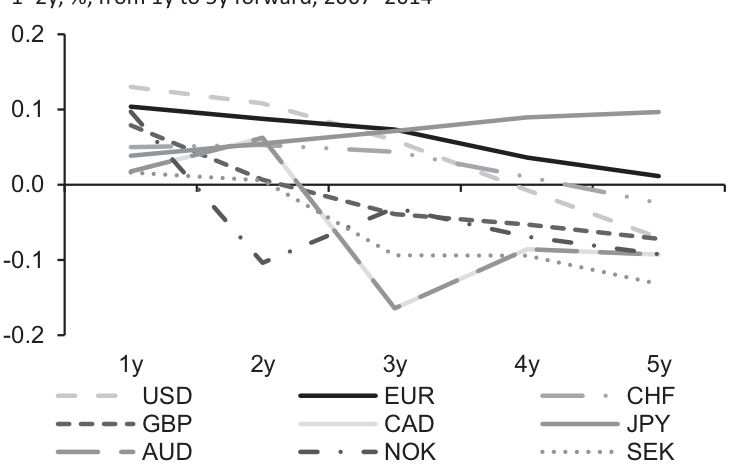 0.2
0.1
0.0
-0.1
-0.2
1y 2y 3y 4y 5y
USD EUR CHF
GBP CAD JPY
AUD NOK SEK